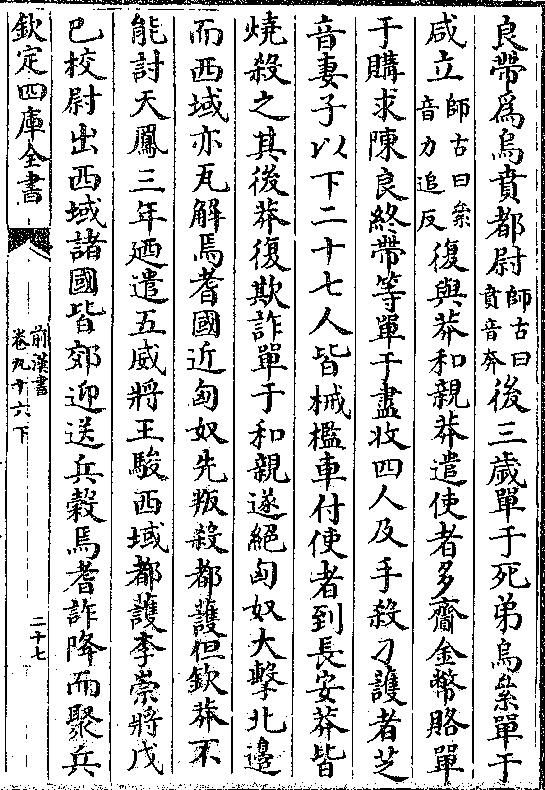 良帶爲烏賁都尉師古曰賁音奔後三歲單于死弟烏絫單于
咸立師古曰絫音力追反復與莽和親莽遣使者多齎金幣賂單
于購求陳良終帶等單于盡收四人及手殺刁護者芝
音妻子以下二十七人皆械檻車付使者到長安莽皆
燒殺之其後莽復欺詐單于和親遂絕匈奴大擊北邊
而西域亦瓦解焉耆國近匈奴先叛殺都護但欽莽不
能討天鳳三年廼遣五威將王駿西域都護李崇將戊
已校尉出西域諸國皆郊迎送兵穀焉耆詐降而聚兵
欽定四庫全書
前漢書
卷九十六下
二十七